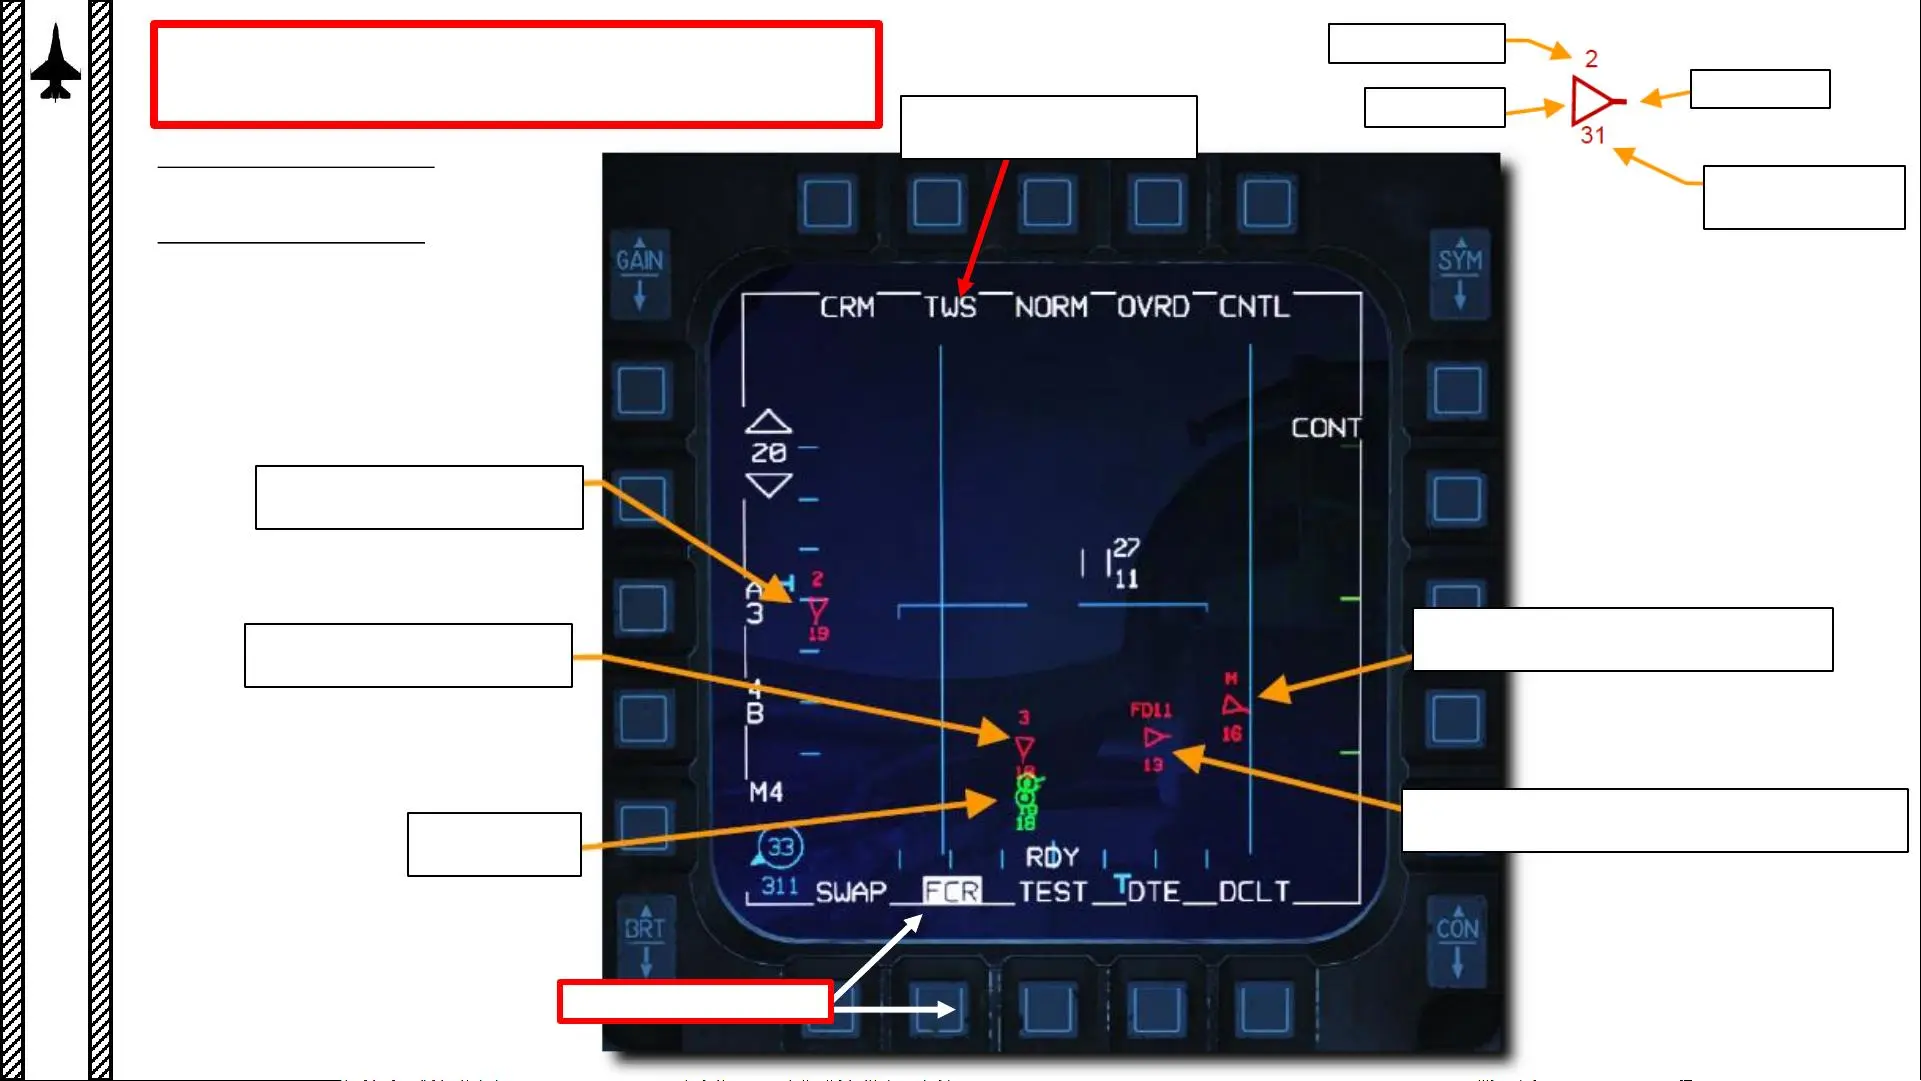 2
31
GAIN
SYM
CRM TWS NORM OVRD CNTL
CONT
20
27
11
A
3
2
19
4
B
M
16
FD11
13
3
18
18
M4
33
311
RDY
SWAP FCR TEST DTE DCLT
BRT
CON